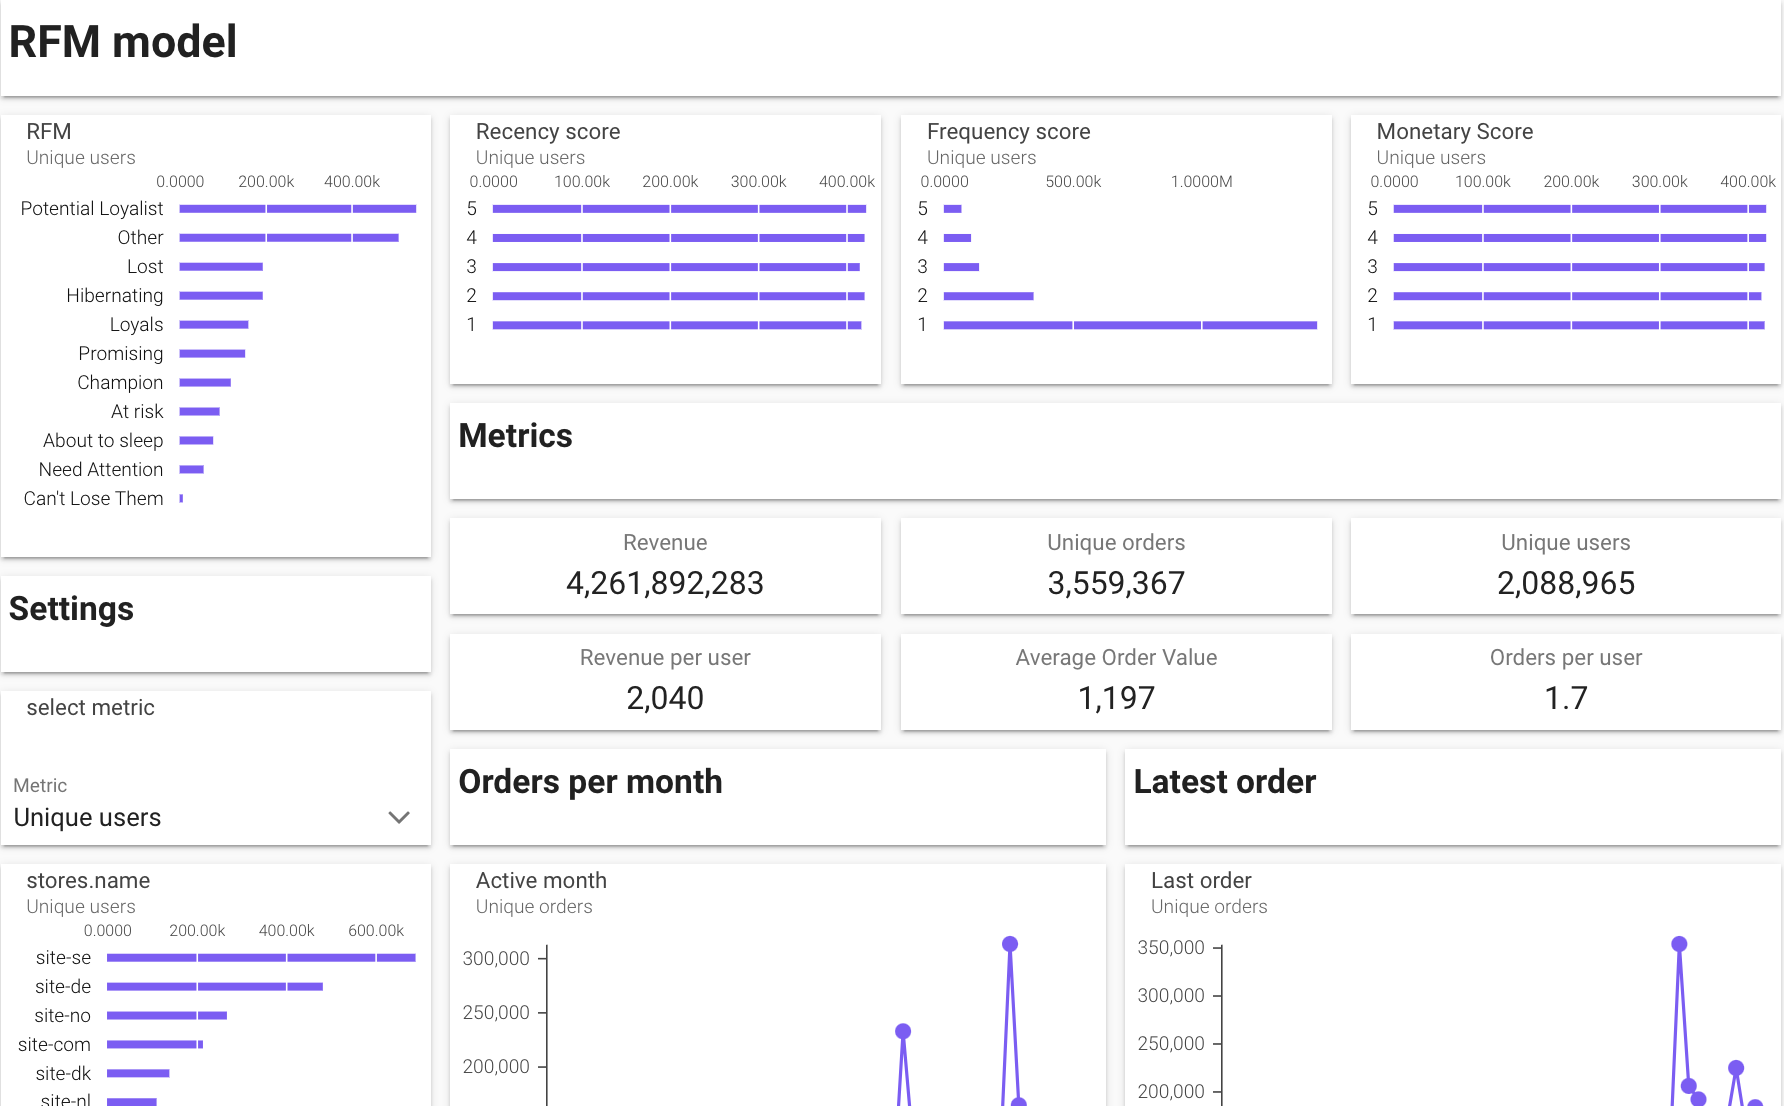 RFM model
RFM
Unique users
0.0000 200.00k 400.00k
Potential Loyalist
Other
Lost
Hibernating
Loyals
Promising
Champion
At risk
About to sleep
Need Attention
Can't Lose Them
Recency score
Unique users
0.0000 100.00k 200.00k 300.00k 400.00k
5
4
3
2
1
Frequency score
Unique users
0.0000 500.00k 1.0000M
5
4
3
2
1
Monetary Score
Unique users
0.0000 100.00k 200.00k 300.00k 400.00k
5
4
3
2
1
Metrics
Revenue
4,261,892,283
Unique orders
3,559,367
Unique users
2,088,965
Revenue per user
2,040
Average Order Value
1,197
Orders per user
1.7
Settings
select metric
Metric
Unique users
stores.name
Unique users
0.0000 200.00k 400.00k 600.00k
site-se
site-de
site-no
site-com
site-dk
site-nl
Orders per month
Active month
Unique orders
300,000
250,000
200,000
Latest order
Last order
Unique orders
350,000
300,000
250,000
200,000